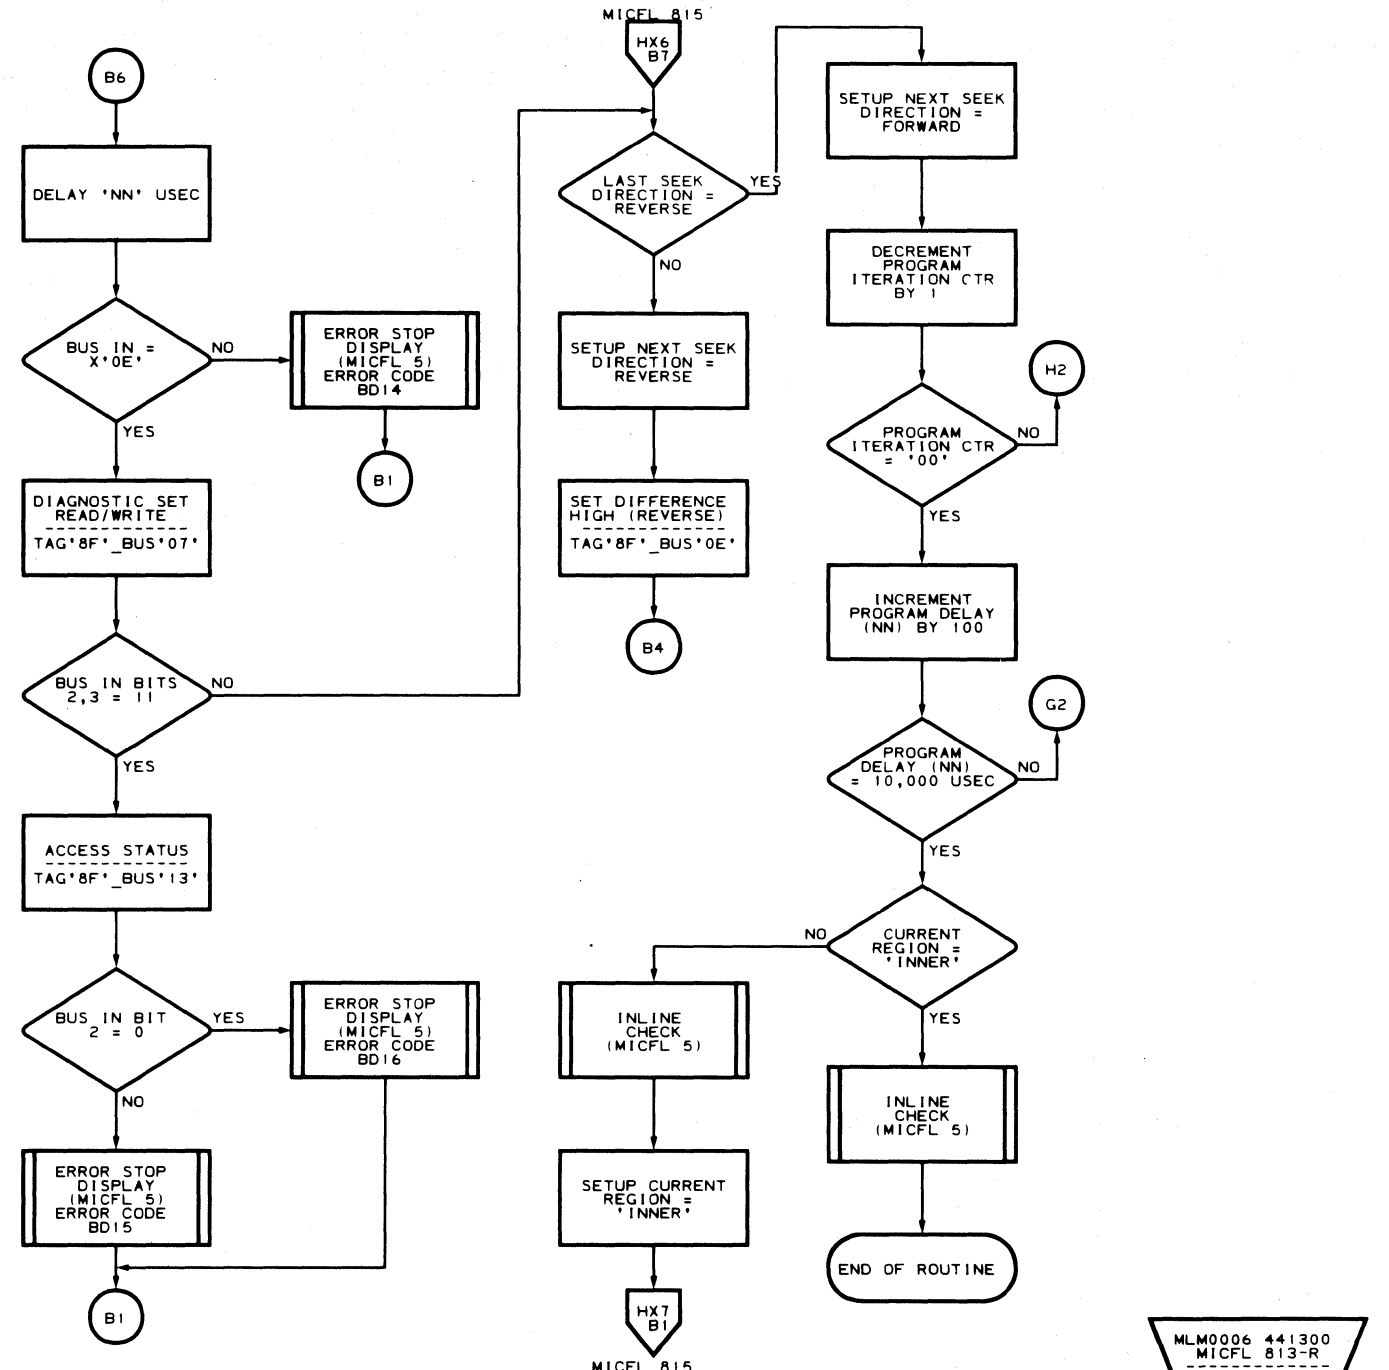 B6
DELAY 'NN' USEC
BUS IN =
X'0E'
NO
YES
ERROR STOP
DISPLAY
(MICFL 5)
ERROR CODE
BD14
B1
DIAGNOSTIC SET
READ/WRITE
TAG'8F'_BUS'07'
BUS IN BITS
2,3 = 11
NO
YES
ACCESS STATUS
TAG'8F'_BUS'13'
BUS IN BIT
2 = 0
YES
NO
ERROR STOP
DISPLAY
(MICFL 5)
ERROR CODE
BD16
ERROR STOP
DISPLAY
(MICFL 5)
ERROR CODE
BD15
B1
MICFL 815
HX6
B7
LAST SEEK
DIRECTION =
REVERSE
YES
NO
SETUP NEXT SEEK
DIRECTION =
REVERSE
SET DIFFERENCE
HIGH (REVERSE)
TAG'8F'_BUS'0E'
B4
SETUP NEXT SEEK
DIRECTION =
FORWARD
DECREMENT
PROGRAM
ITERATION CTR
BY 1
PROGRAM
ITERATION CTR
= '00'
NO
H2
YES
INCREMENT
PROGRAM DELAY
(NN) BY 100
PROGRAM
DELAY (NN)
= 10,000 USEC
NO
G2
YES
CURRENT
REGION =
'INNER'
NO
YES
INLINE
CHECK
(MICFL 5)
SETUP CURRENT
REGION =
'INNER'
HX7
B1
MICFL 815
INLINE
CHECK
(MICFL 5)
END OF ROUTINE
MLM0006 441300
MICFL 813-R